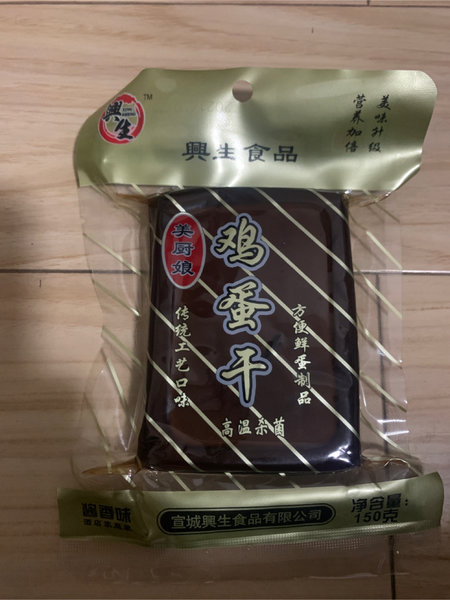 興生
TM
興生食品
美味升级
营养加倍
美厨娘
鸡蛋干
传统工艺口味
方便鲜蛋制品
高温杀菌
酱香味
宣城興生食品有限公司
净含量:
150克